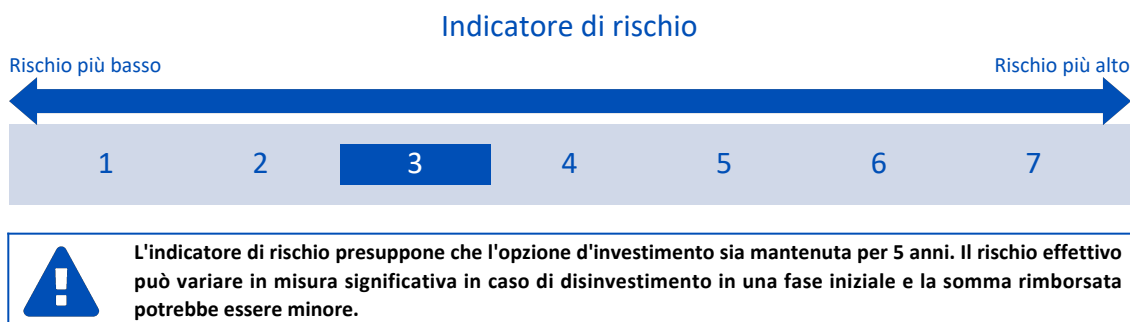 Indicatore di rischio
Rischio più basso Rischio più alto
1 2 3 4 5 6 7
L'indicatore di rischio presuppone che l'opzione d'investimento sia mantenuta per 5 anni. Il rischio effettivo
può variare in misura significativa in caso di disinvestimento in una fase iniziale e la somma rimborsata
potrebbe essere minore.